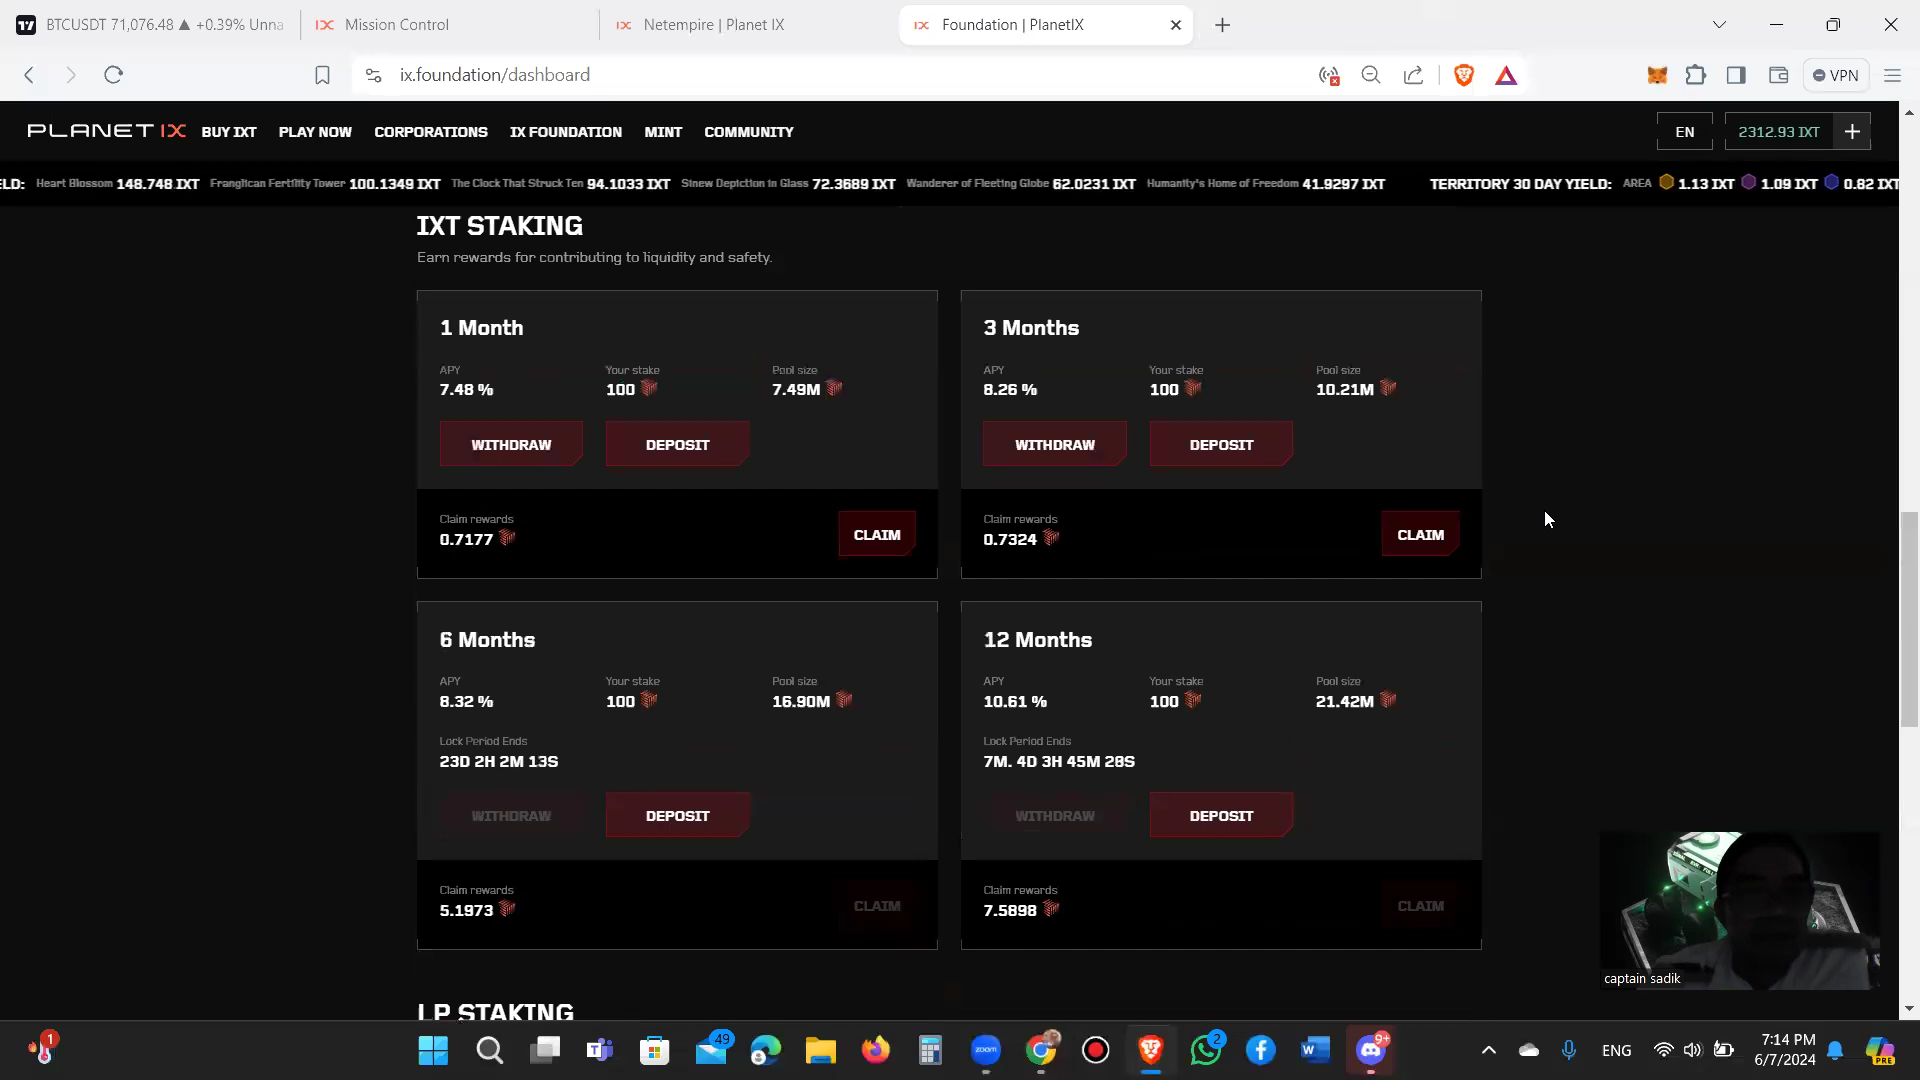 BTCUSDT 71,076.48 ▲ +0.39% Unna
Mission Control
Netempire | Planet IX
Foundation | PlanetIX
ix.foundation/dashboard
VPN
PLANET IX
BUY IXT
PLAY NOW
CORPORATIONS
IX FOUNDATION
MINT
COMMUNITY
EN
2312.93 IXT
+
ELD: Heart Blossom 148.748 IXT Franglican Fertility Tower 100.1349 IXT The Clock That Struck Ten 94.1033 IXT Sinew Depiction in Glass 72.3689 IXT Wanderer of Fleeting Globe 62.0231 IXT Humanity's Home of Freedom 41.9297 IXT TERRITORY 30 DAY YIELD: AREA 1.13 IXT 1.09 IXT 0.82 IXT
IXT STAKING
Earn rewards for contributing to liquidity and safety.
1 Month
APY Your stake Pool size
7.48 % 100 7.49M
WITHDRAW DEPOSIT
Claim rewards
0.7177
CLAIM
3 Months
APY Your stake Pool size
8.26 % 100 10.21M
WITHDRAW DEPOSIT
Claim rewards
0.7324
CLAIM
6 Months
APY Your stake Pool size
8.32 % 100 16.90M
Lock Period Ends
23D 2H 2M 13S
WITHDRAW DEPOSIT
Claim rewards
5.1973
CLAIM
12 Months
APY Your stake Pool size
10.61 % 100 21.42M
Lock Period Ends
7M. 4D 3H 45M 28S
WITHDRAW DEPOSIT
Claim rewards
7.5898
CLAIM
LP STAKING
captain sadik
1
49
zoom
2
9+
ENG
7:14 PM
6/7/2024
PRE